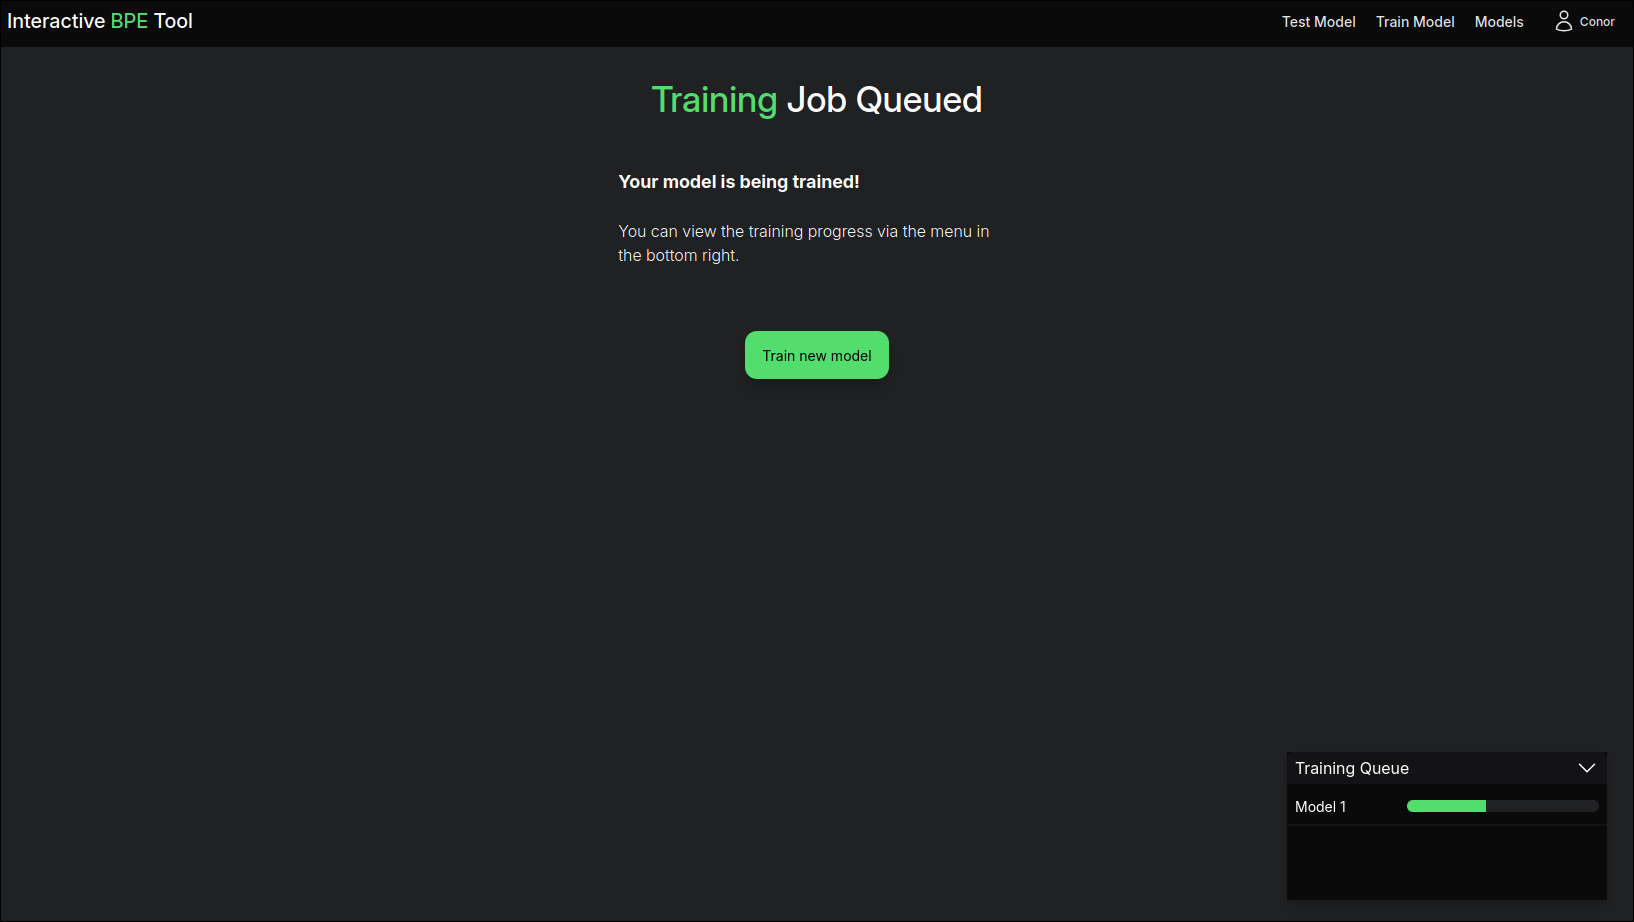 Interactive BPE Tool
Test Model
Train Model
Models
Conor
Training Job Queued
Your model is being trained!
You can view the training progress via the menu in
the bottom right.
Train new model
Training Queue
Model 1